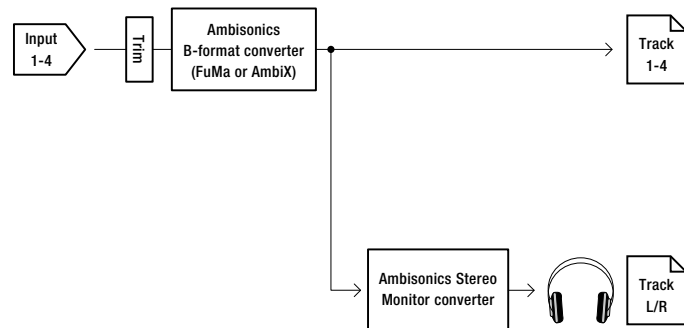 Input
1-4
Trim
Ambisonics
B-format converter
(FuMa or AmbiX)
Track
1-4
Ambisonics Stereo
Monitor converter
Track
L/R